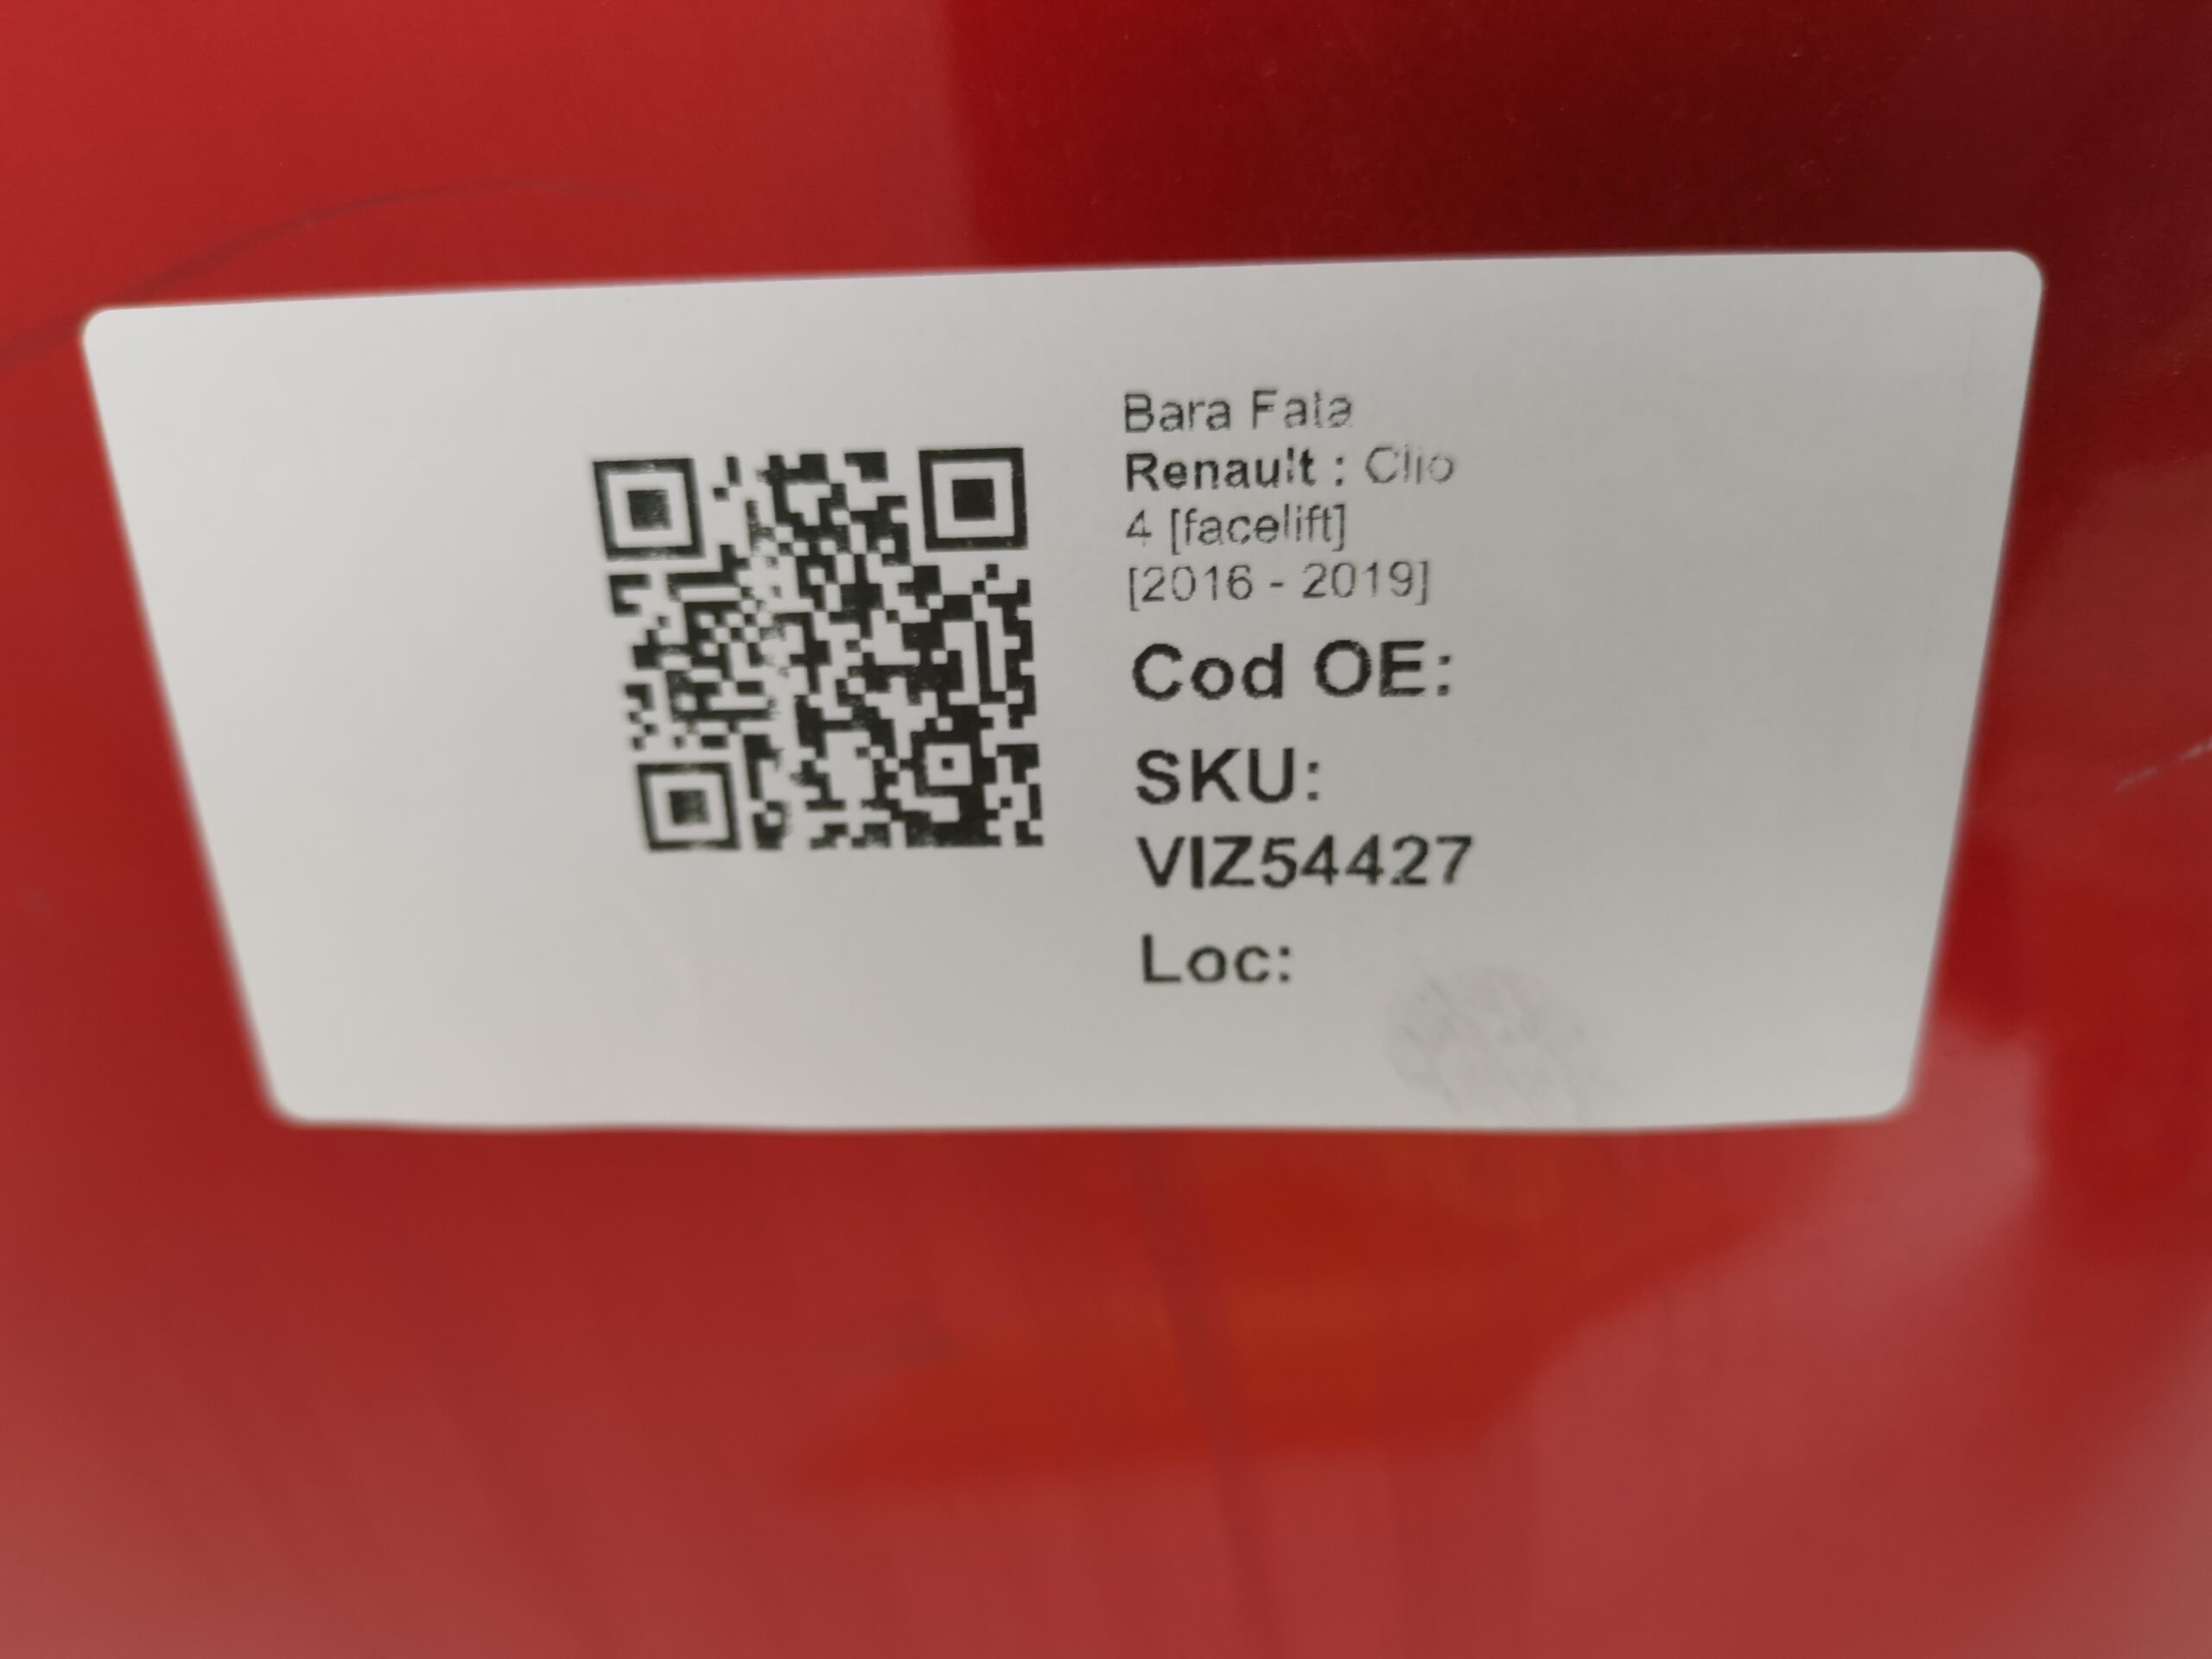 Bara Fata
Renault : Clio
4 [facelift]
[2016 - 2019]
Cod OE:
SKU:
VIZ54427
Loc: